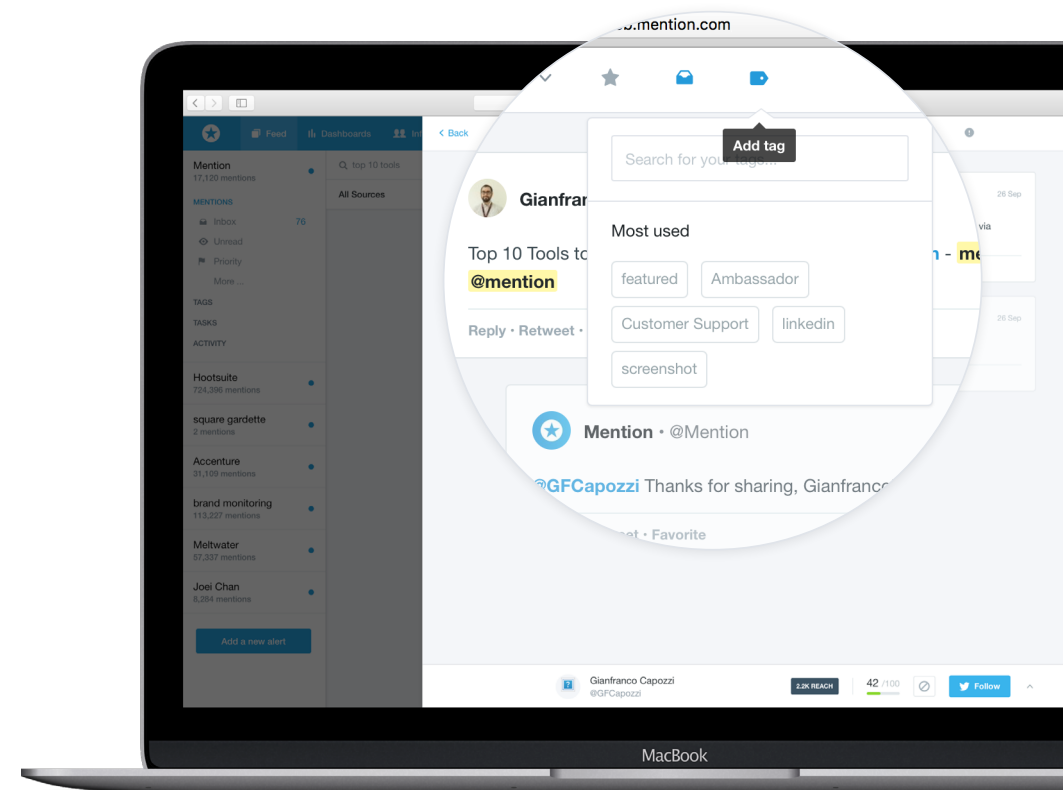 mention.com
Feed
Dashboards
Back
Add tag
Search for your tags...
Mention
17,120 mentions
top 10 tools
All Sources
MENTIONS
Inbox 76
Unread
Priority
More ...
TAGS
TASKS
ACTIVITY
Hootsuite
724,396 mentions
square gardette
2 mentions
Accenture
31,109 mentions
brand monitoring
113,227 mentions
Meltwater
57,337 mentions
Joei Chan
8,284 mentions
Add a new alert
26 Sep
via
26 Sep
Top 10 Tools
@mention
Reply · Retweet ·
Most used
featured
Ambassador
Customer Support
linkedin
screenshot
Mention · @Mention
@GFCapozzi Thanks for sharing, Gianfranco
Favorite
Gianfranco Capozzi
@GFCapozzi
2.2K REACH
42 /100
Follow
MacBook